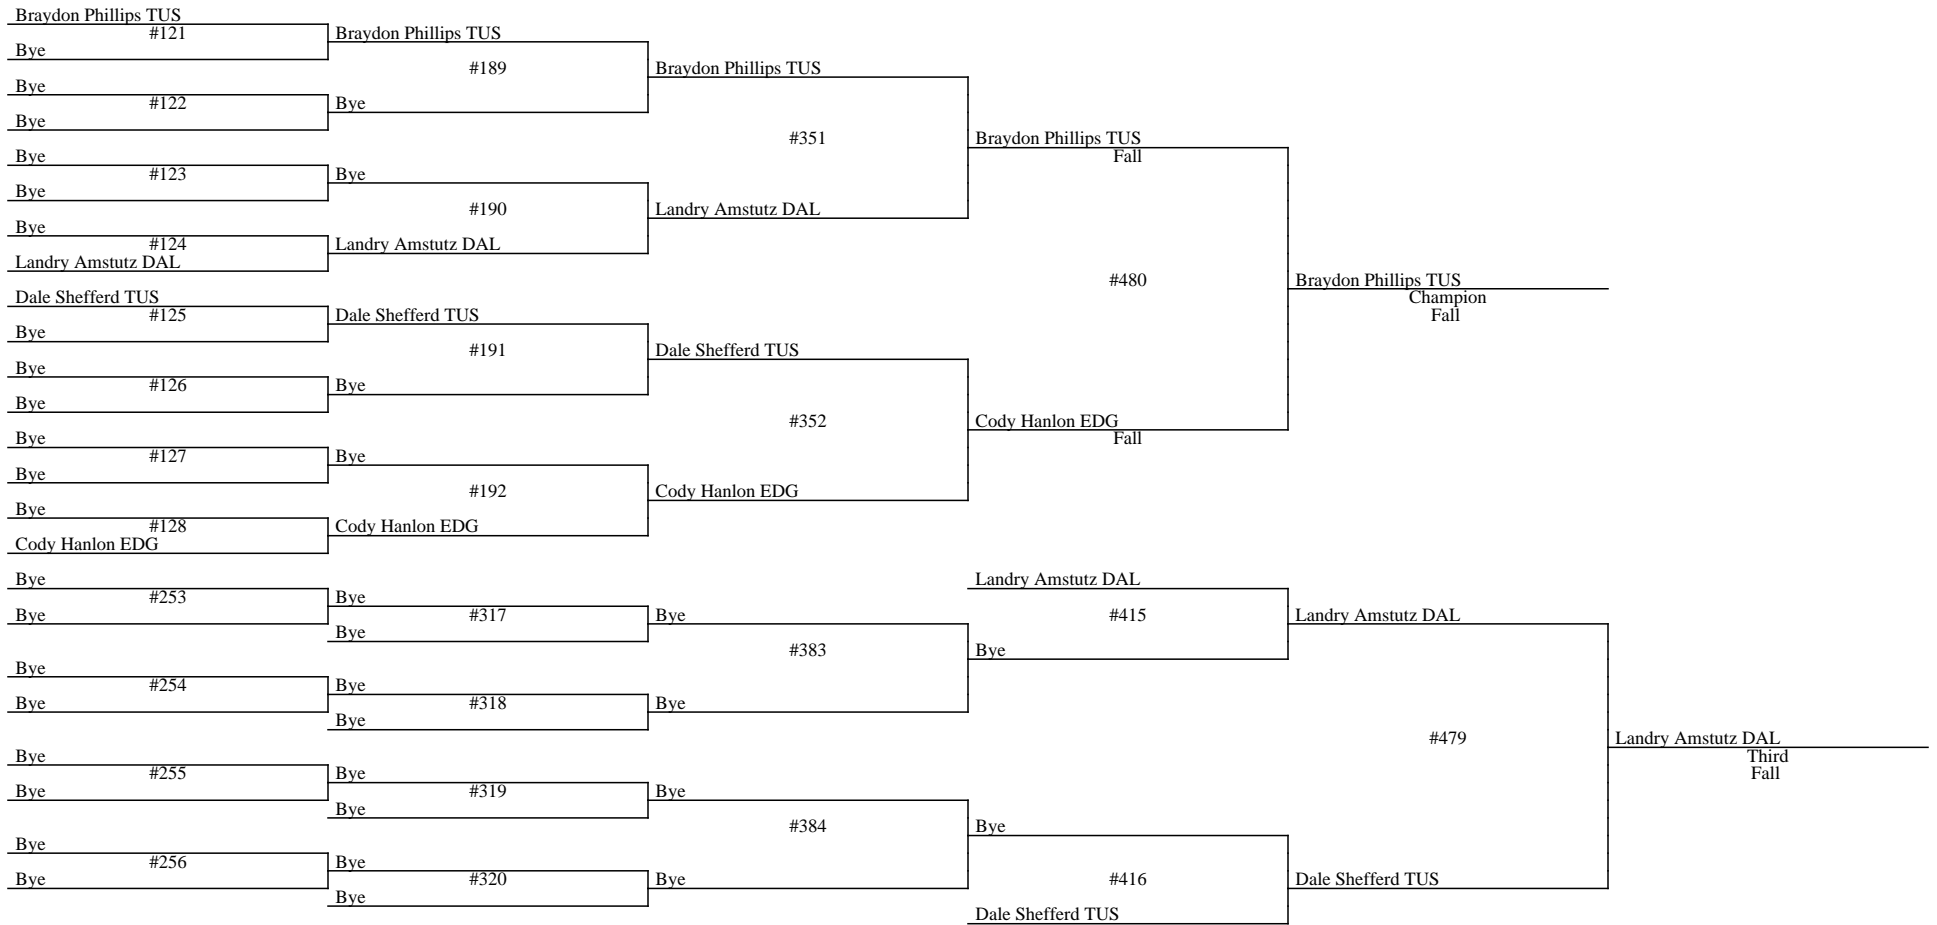 Braydon Phillips TUS
#121
Bye
Braydon Phillips TUS
#189
Bye
#122
Bye
Bye
Braydon Phillips TUS
#351
Bye
#123
Bye
Bye
#190
Bye
#124
Landry Amstutz DAL
Landry Amstutz DAL
Landry Amstutz DAL
Braydon Phillips TUS
Fall
#480
Dale Shefferd TUS
#125
Bye
Dale Shefferd TUS
#191
Bye
#126
Bye
Bye
Dale Shefferd TUS
#352
Bye
#127
Bye
Bye
#192
Bye
#128
Cody Hanlon EDG
Cody Hanlon EDG
Cody Hanlon EDG
Cody Hanlon EDG
Fall
Braydon Phillips TUS
Champion
Fall
Bye
#253
Bye
Bye
#317
Bye
Bye
#383
Bye
#254
Bye
Bye
#318
Bye
Bye
Landry Amstutz DAL
#415
Bye
Landry Amstutz DAL
#479
Bye
#255
Bye
Bye
#319
Bye
Bye
#384
Bye
#256
Bye
Bye
#320
Bye
Bye
Bye
#416
Dale Shefferd TUS
Dale Shefferd TUS
Landry Amstutz DAL
Third
Fall